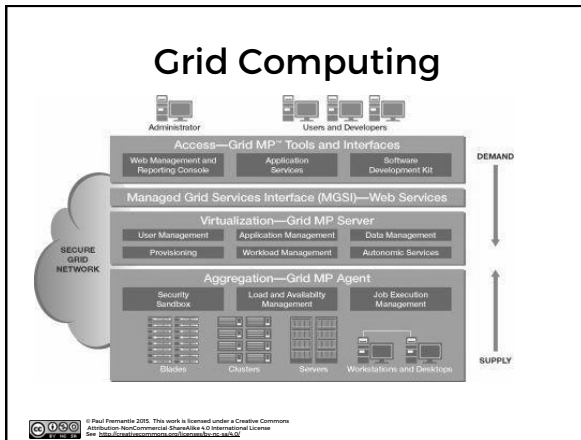 Grid Computing
Administrator
Users and Developers
Access—Grid MP™ Tools and Interfaces
Web Management and
Reporting Console
Application
Services
Software
Development Kit
DEMAND
Managed Grid Services Interface (MGSI)—Web Services
Virtualization—Grid MP Server
User Management
Application Management
Data Management
Provisioning
Workload Management
Autonomic Services
SECURE
GRID
NETWORK
Aggregation—Grid MP Agent
Security
Sandbox
Load and Availability
Management
Job Execution
Management
Blades
Clusters
Servers
Workstations and Desktops
SUPPLY
CC BY NC SA
© Paul Fremantle 2015. This work is licensed under a Creative Commons
Attribution-NonCommercial-ShareAlike 4.0 International License
See http://creativecommons.org/licenses/by-nc-sa/4.0/